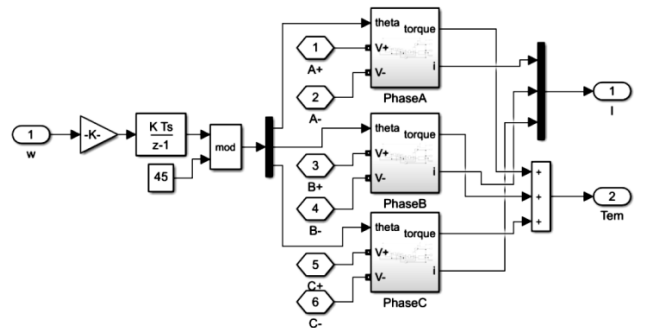 theta
torque
1
V+
A+
i
V-
2
A-
PhaseA
1
I
1
w
-K-
K Ts
z-1
mod
45
theta
torque
3
V+
B+
i
4
V-
B-
PhaseB
+
+
+
2
Tem
theta
torque
5
V+
C+
i
6
V-
C-
PhaseC